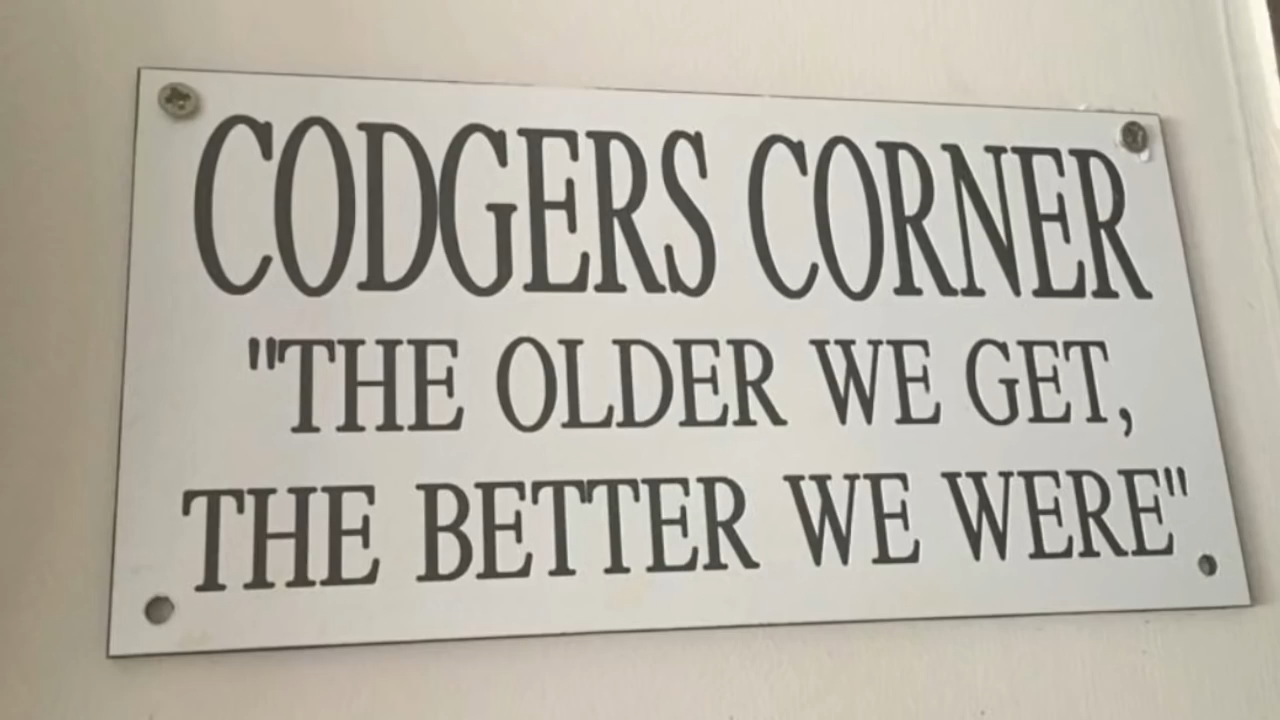 CODGERS CORNER
"THE OLDER WE GET,
THE BETTER WE WERE"